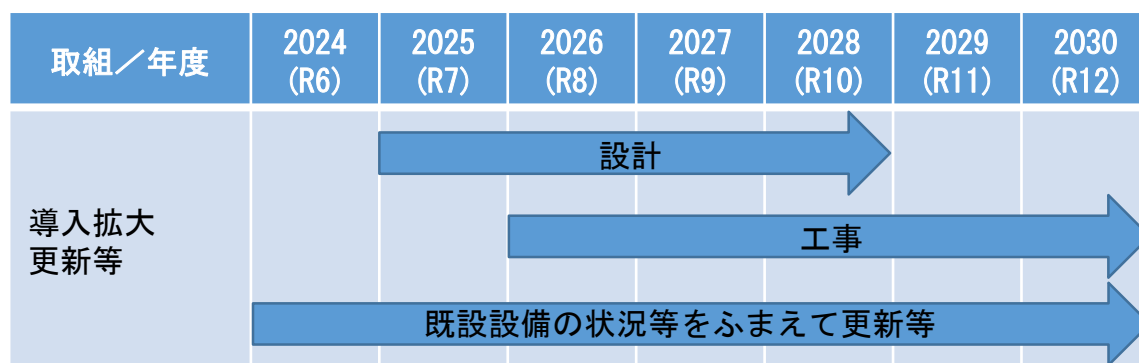 取組／年度
2024
(R6)
2025
(R7)
2026
(R8)
2027
(R9)
2028
(R10)
2029
(R11)
2030
(R12)
導入拡大
更新等
設計
工事
既設設備の状況等をふまえて更新等